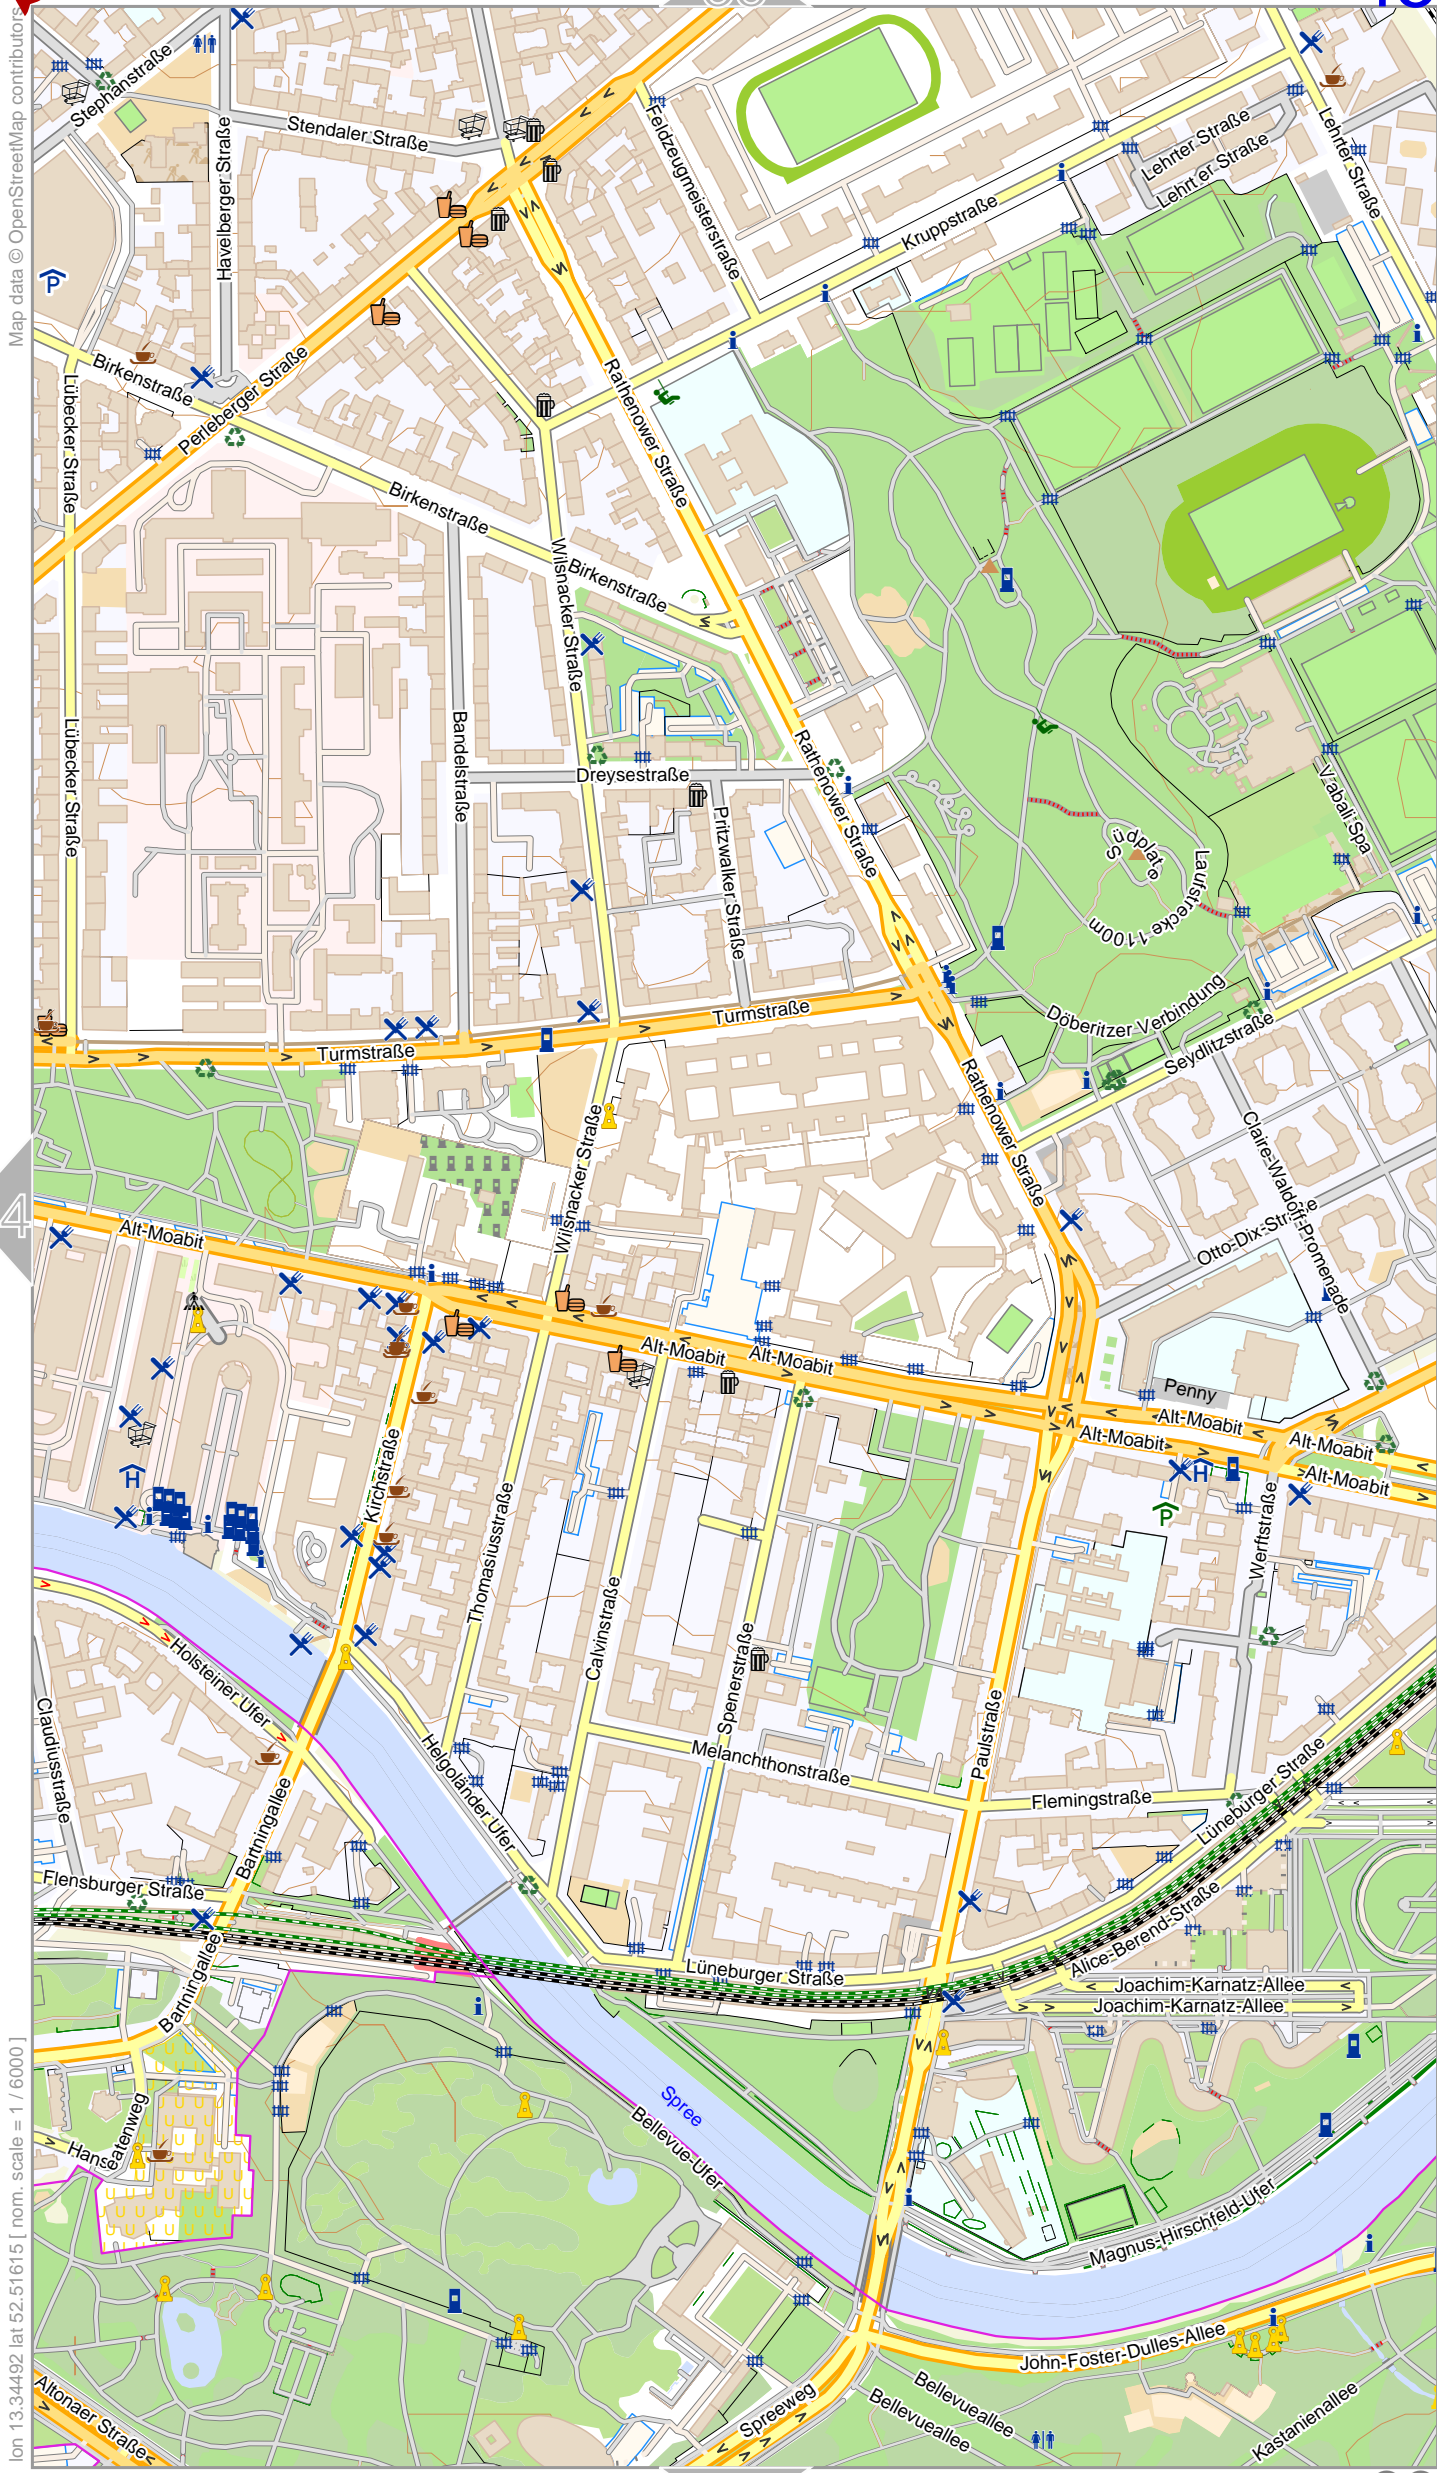 Map data © OpenStreetMap contributors
Stephanstraße
Stendaler Straße
Havelberger Straße
Feldzeugmeisterstraße
Lehrter Straße
Lehrter Straße
Lehrter Straße
Kruppstraße
P
Birkenstraße
Perleberger Straße
Lübecker Straße
Rathenower Straße
Birkenstraße
Wilsnacker Straße
Birkenstraße
Lübecker Straße
Bandelstraße
Dreysestraße
Rathenower Straße
Pritzwalker Straße
Vabali Spa
Südplate
Laufstrecke 1100m
Turmstraße
Turmstraße
Döberitzer Verbindung
Seydlitzstraße
Rathenower Straße
Wilsnacker Straße
Claire-Waldoff-Promenade
Otto-Dix-Straße
4
Alt-Moabit
Alt-Moabit
Alt-Moabit
Penny
Alt-Moabit
Alt-Moabit
Alt-Moabit
Alt-Moabit
H
H
P
Kirchstraße
Thomasiusstraße
Calvinstraße
Spenerstraße
Werftstraße
Holsteiner Ufer
Claudiusstraße
Helgoländer Ufer
Melanchthonstraße
Paulstraße
Flemingstraße
Lüneburger Straße
Bartningallee
Flensburger Straße
Alice-Berend-Straße
Bartningallee
Lüneburger Straße
Joachim-Karnatz-Allee
Joachim-Karnatz-Allee
Spree
Bellevue-Ufer
Hanseatenweg
Magnus-Hirschfeld-Ufer
John-Foster-Dulles-Allee
Altonaer Straße
Spreeweg
Bellevueallee
Bellevueallee
Kastanienallee
lon 13.34492 lat 52.51615 [ nom. scale = 1 / 6000 ]